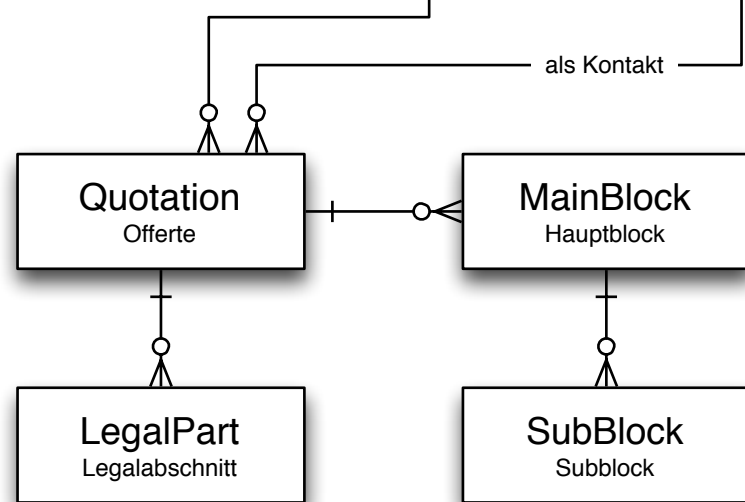 als Kontakt
Quotation
Offerte
MainBlock
Hauptblock
LegalPart
Legalabschnitt
SubBlock
Subblock